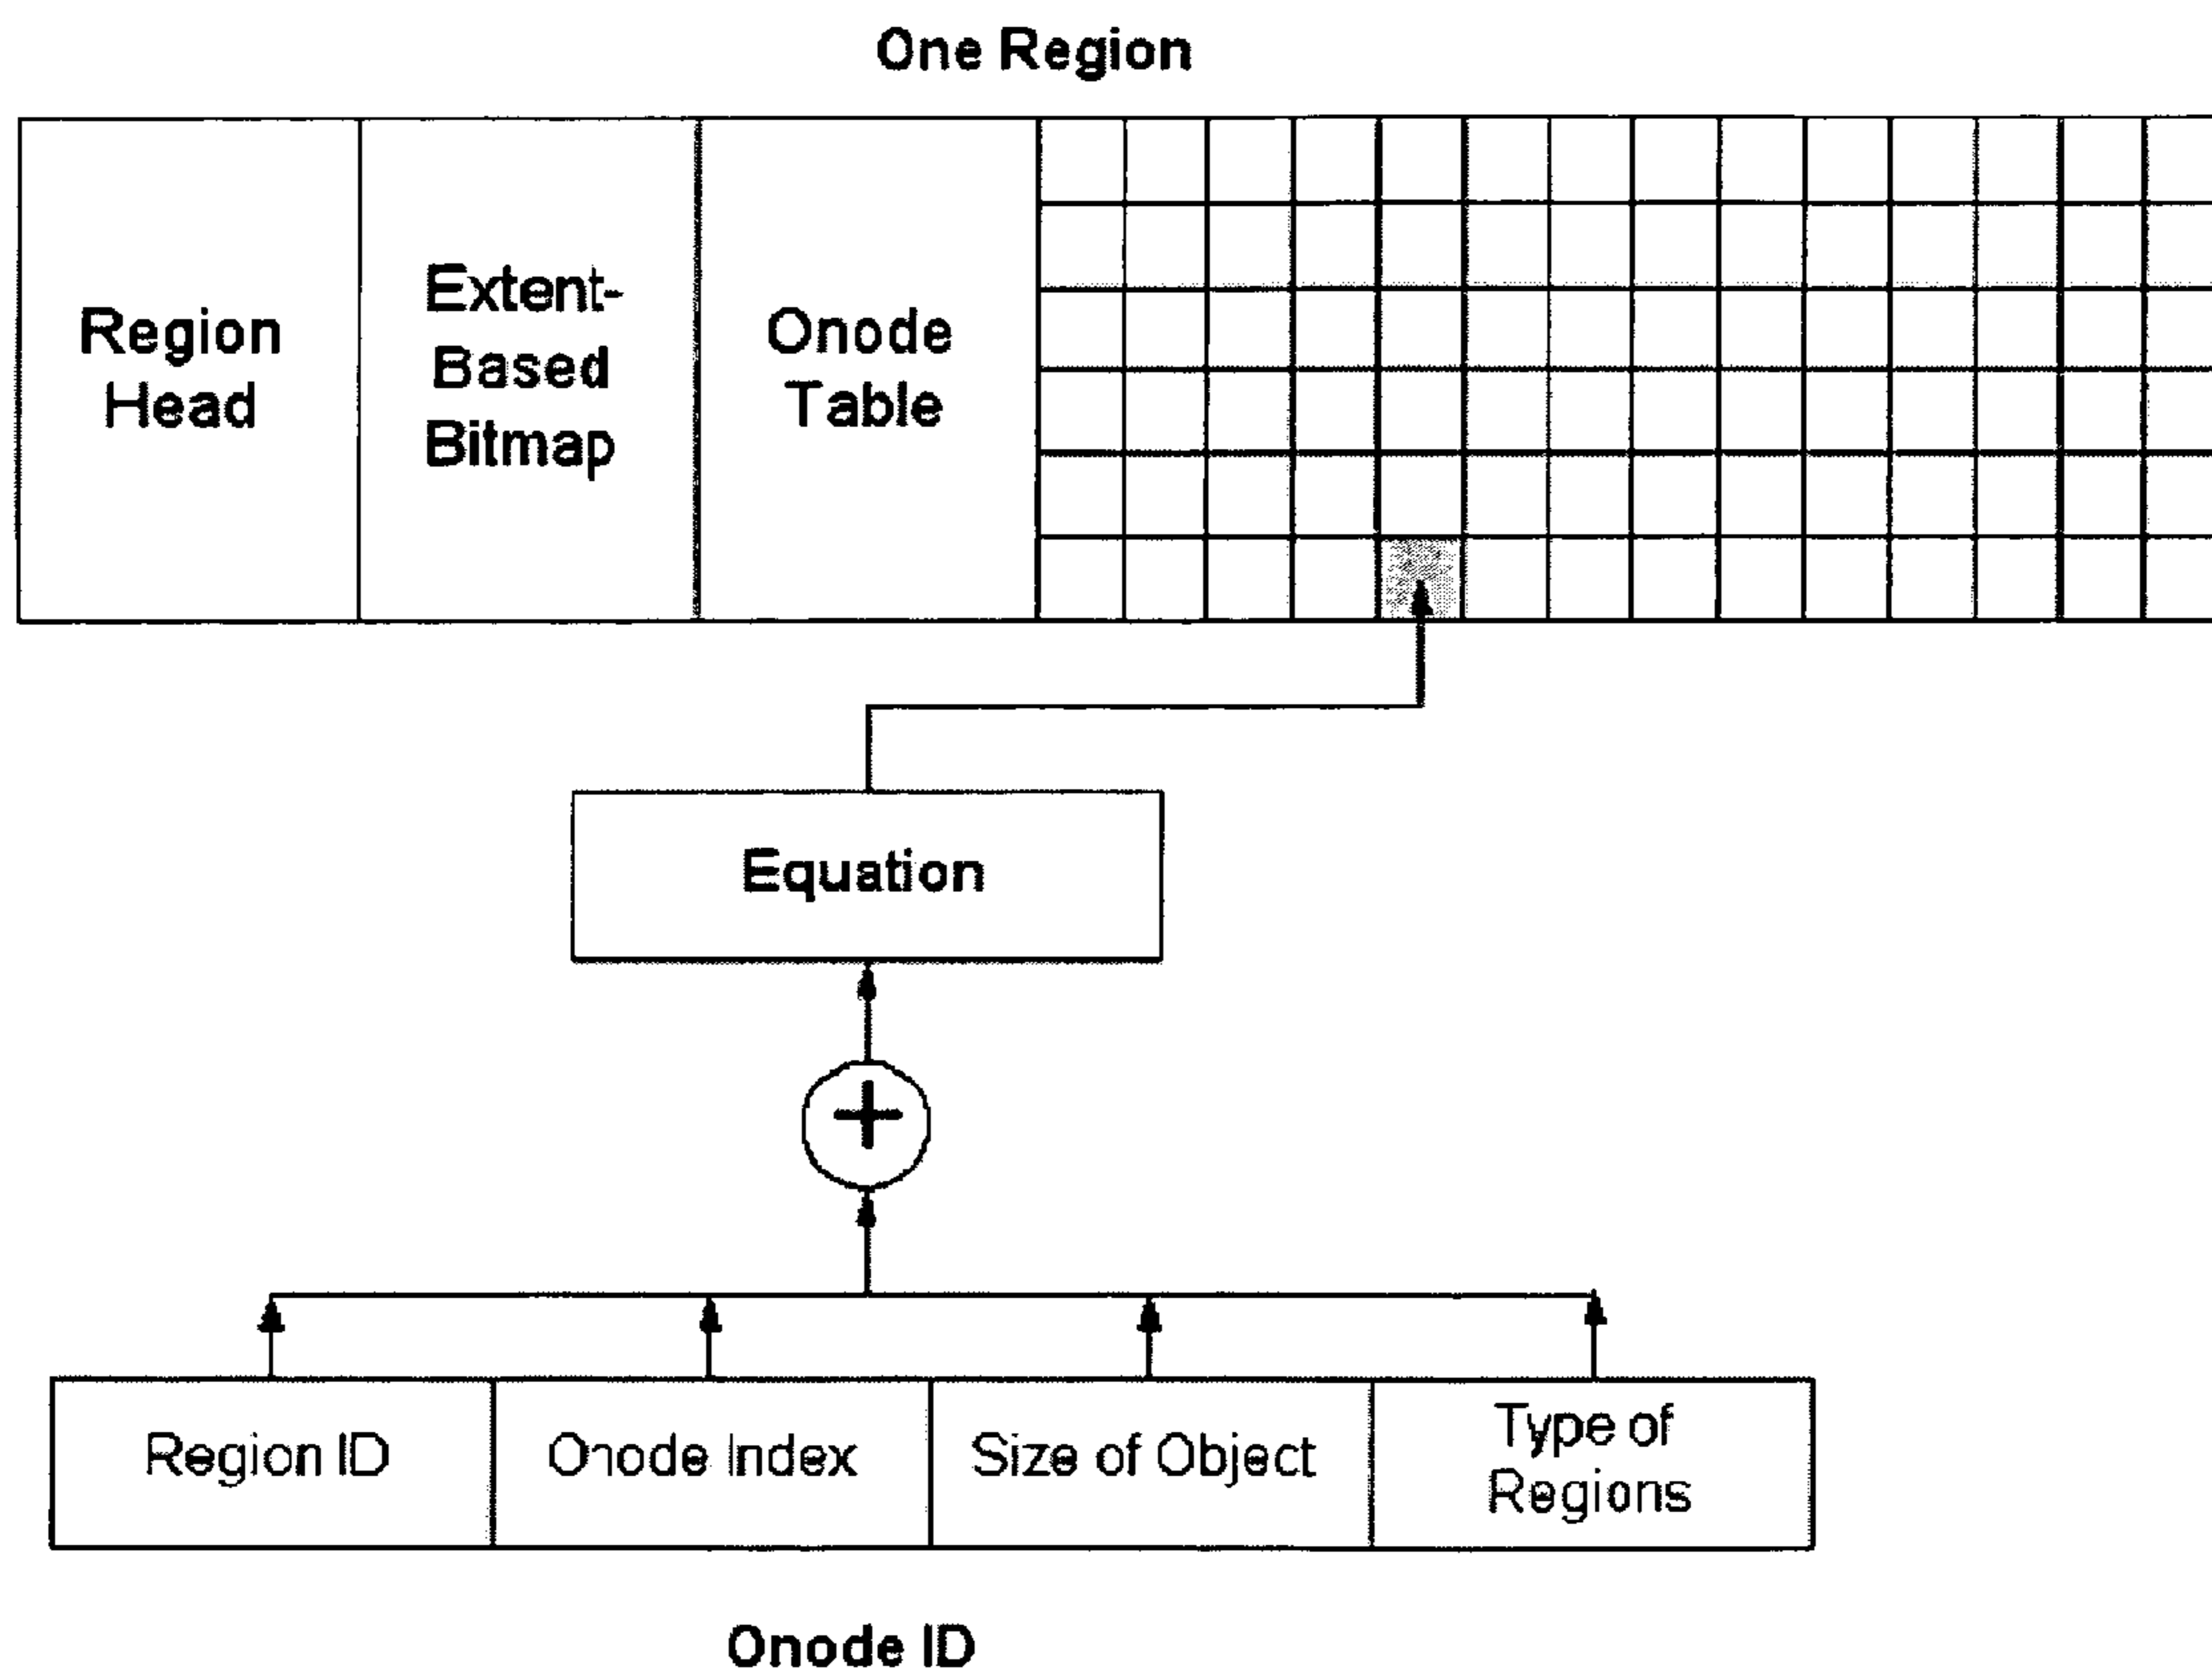 One Region
Region
Head
Extent-
Based
Bitmap
Onode
Table
Equation
+
Region ID
Onode Index
Size of Object
Type of
Regions
Onode ID